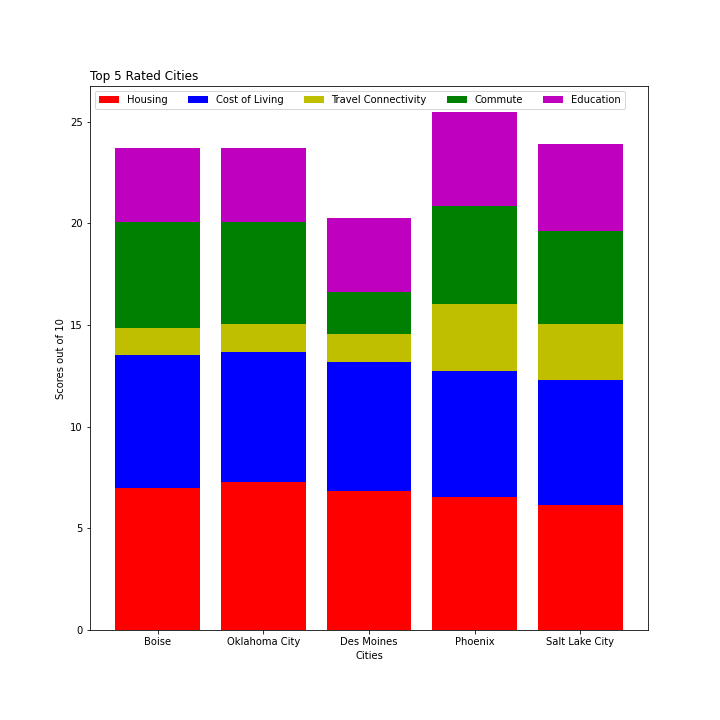 Top 5 Rated Cities
Housing Cost of Living Travel Connectivity Commute Education
25
20
15
10
5
0
Scores out of 10
Boise Oklahoma City Des Moines Phoenix Salt Lake City
Cities